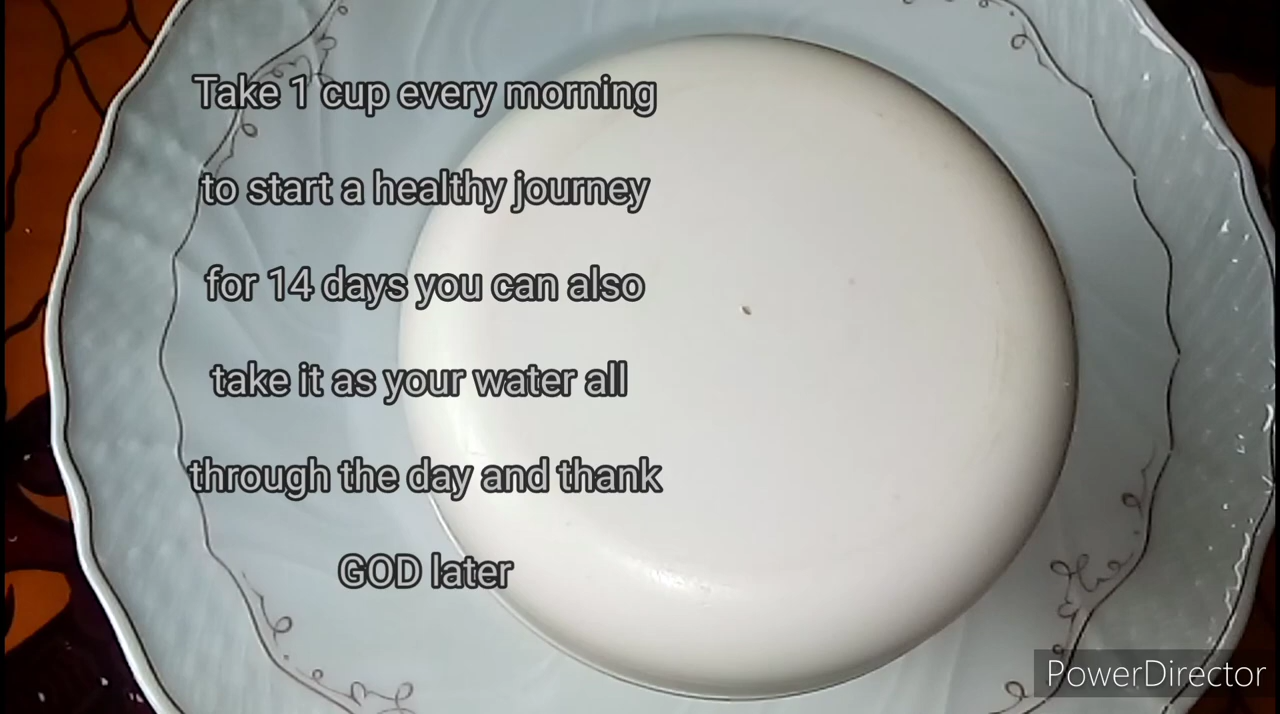 Take 1 cup every morning
to start a healthy journey
for 14 days you can also
take it as your water all
through the day and thank
GOD later
PowerDirector